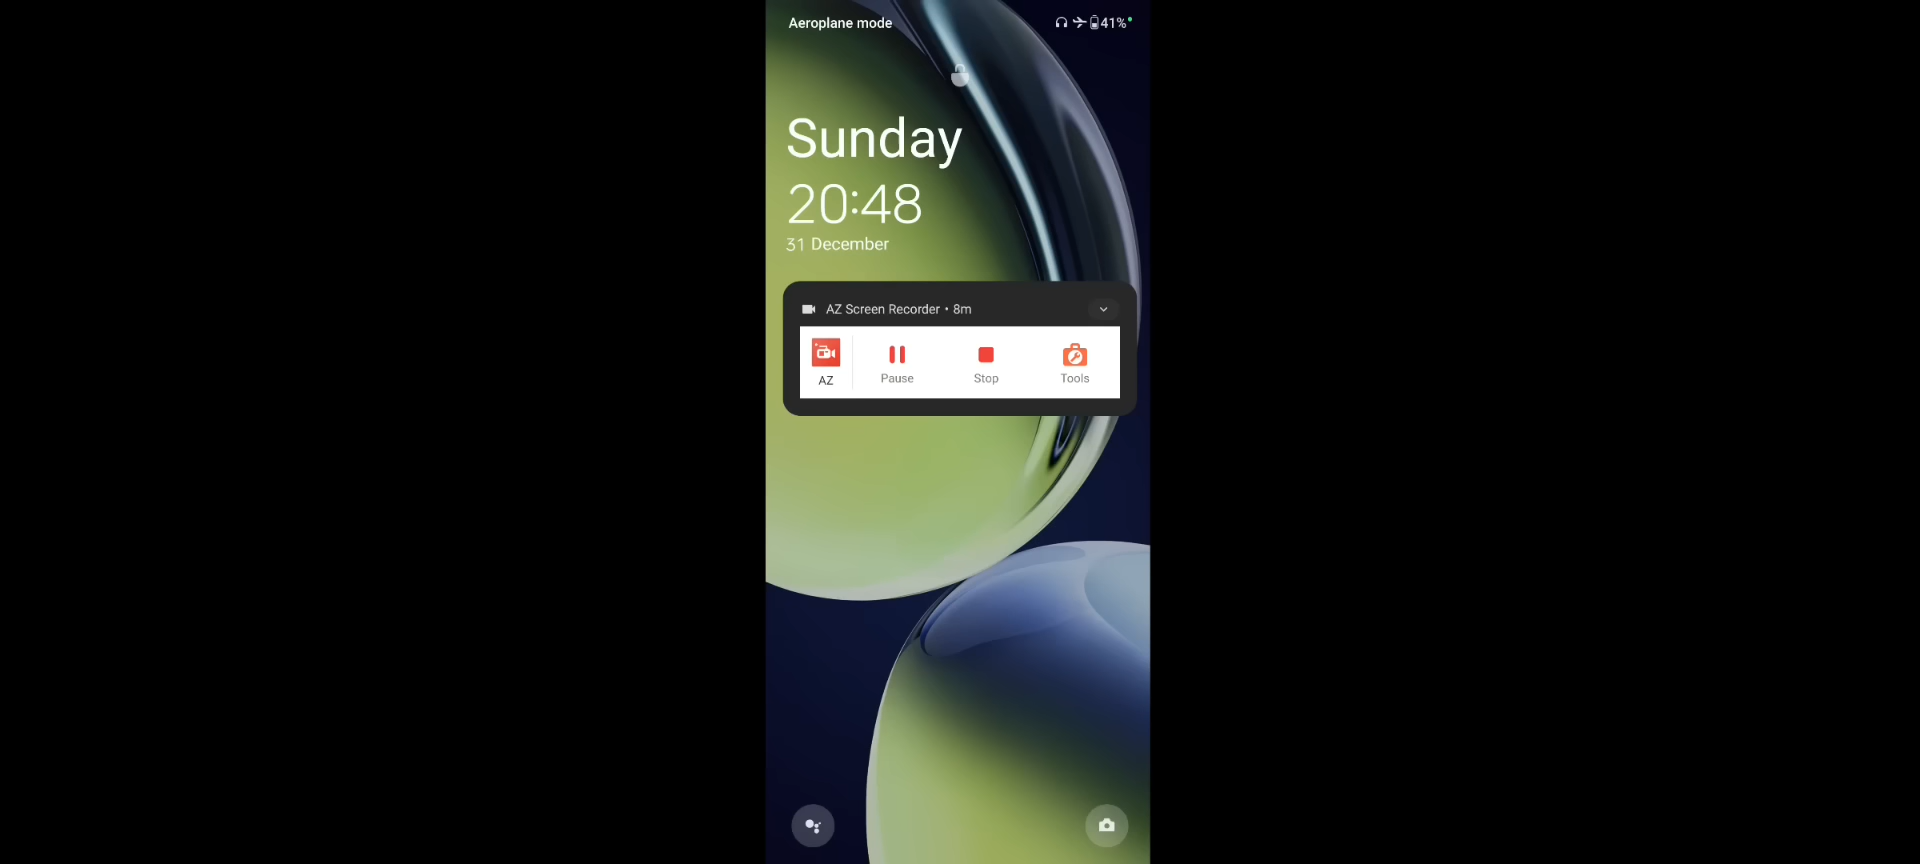 Aeroplane mode
41%
Sunday
20:48
31 December
AZ Screen Recorder • 8m
AZ
Pause
Stop
Tools